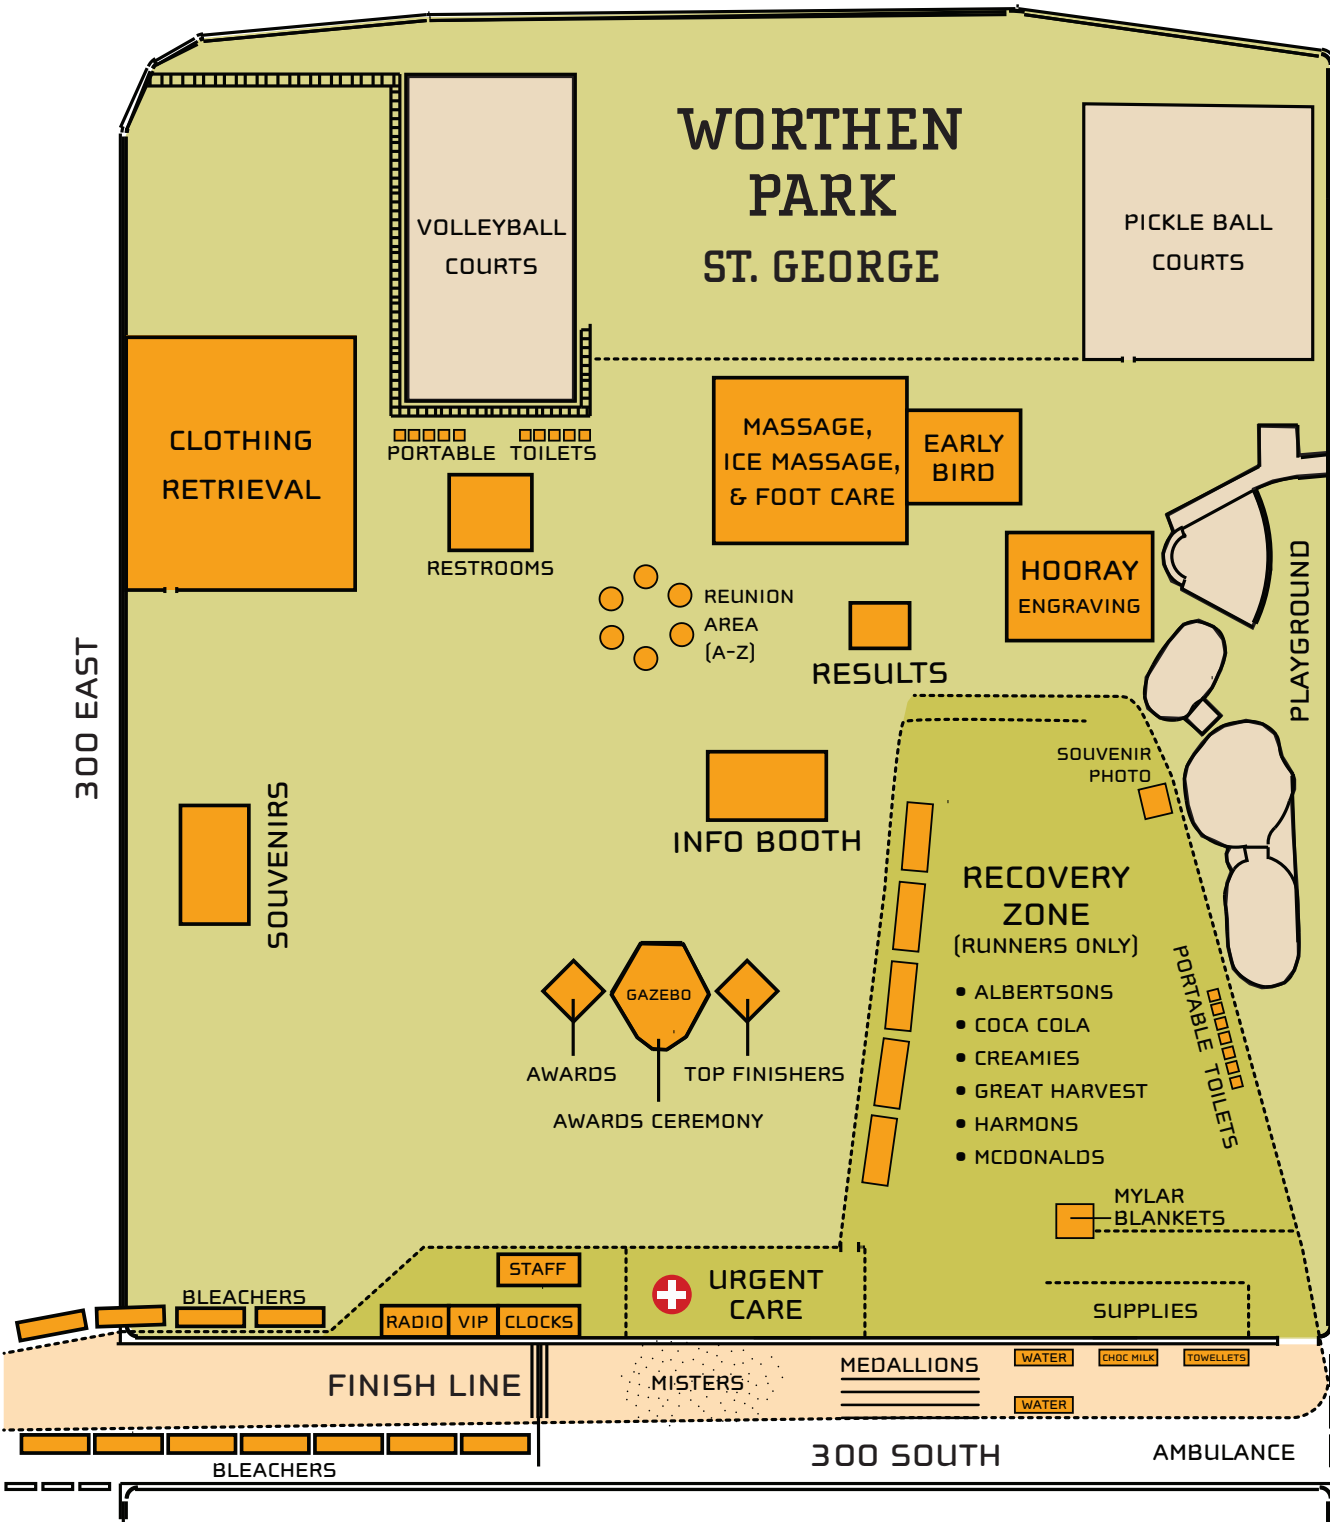 WORTHEN
PARK
ST. GEORGE
VOLLEYBALL
COURTS
PICKLE BALL
COURTS
CLOTHING
RETRIEVAL
PORTABLE TOILETS
RESTROOMS
MASSAGE,
ICE MASSAGE,
& FOOT CARE
EARLY
BIRD
HOORAY
ENGRAVING
PLAYGROUND
REUNION
AREA
(A-Z)
RESULTS
300 EAST
SOUVENIRS
INFO BOOTH
SOUVENIR
PHOTO
RECOVERY
ZONE
(RUNNERS ONLY)
• ALBERTSONS
• COCA COLA
• CREAMIES
• GREAT HARVEST
• HARMONS
• MCDONALDS
PORTABLE TOILETS
GAZEBO
AWARDS
TOP FINISHERS
AWARDS CEREMONY
MYLAR
BLANKETS
STAFF
URGENT
CARE
BLEACHERS
RADIO
VIP
CLOCKS
SUPPLIES
FINISH LINE
MISTERS
MEDALLIONS
WATER
CHOC MILK
TOWELLETS
WATER
BLEACHERS
300 SOUTH
AMBULANCE